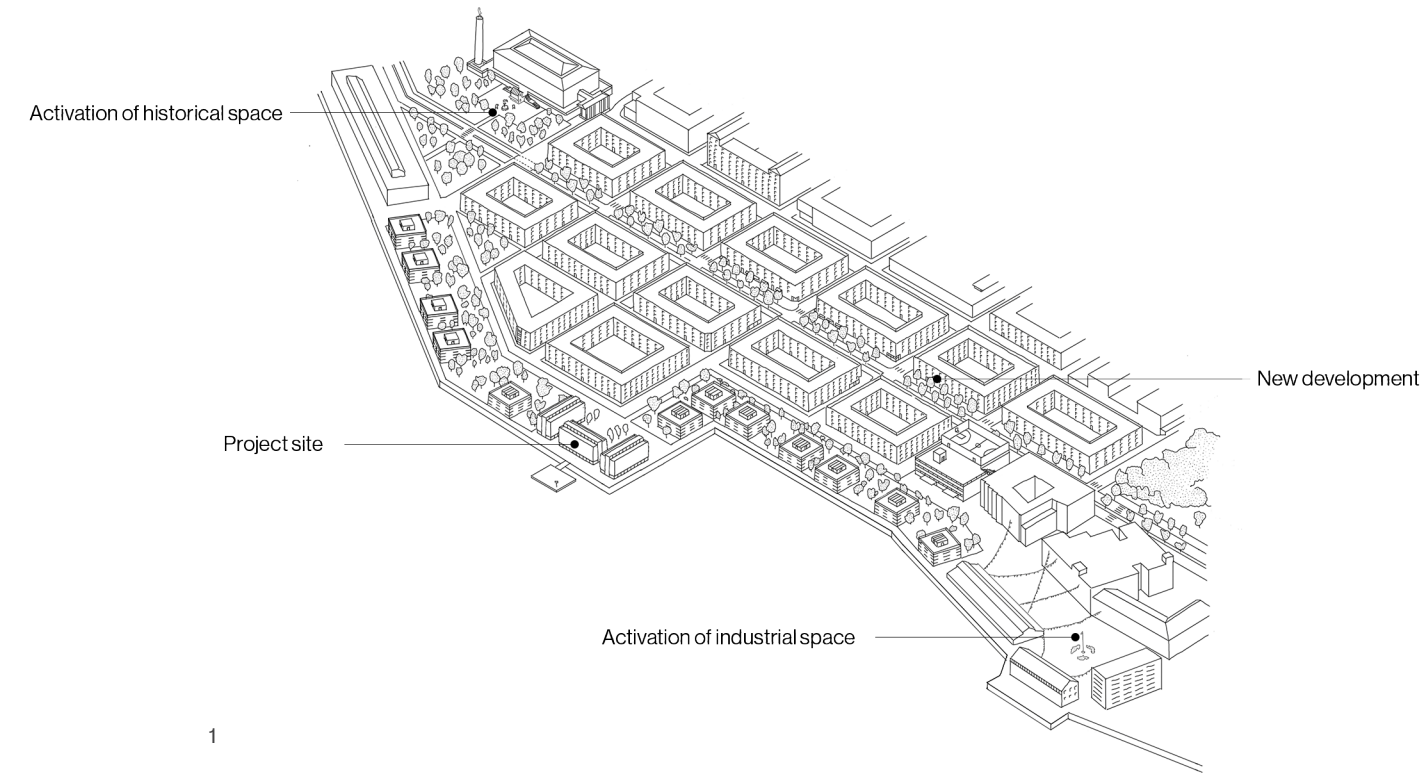 Activation of historical space
New development
Project site
Activation of industrial space
1